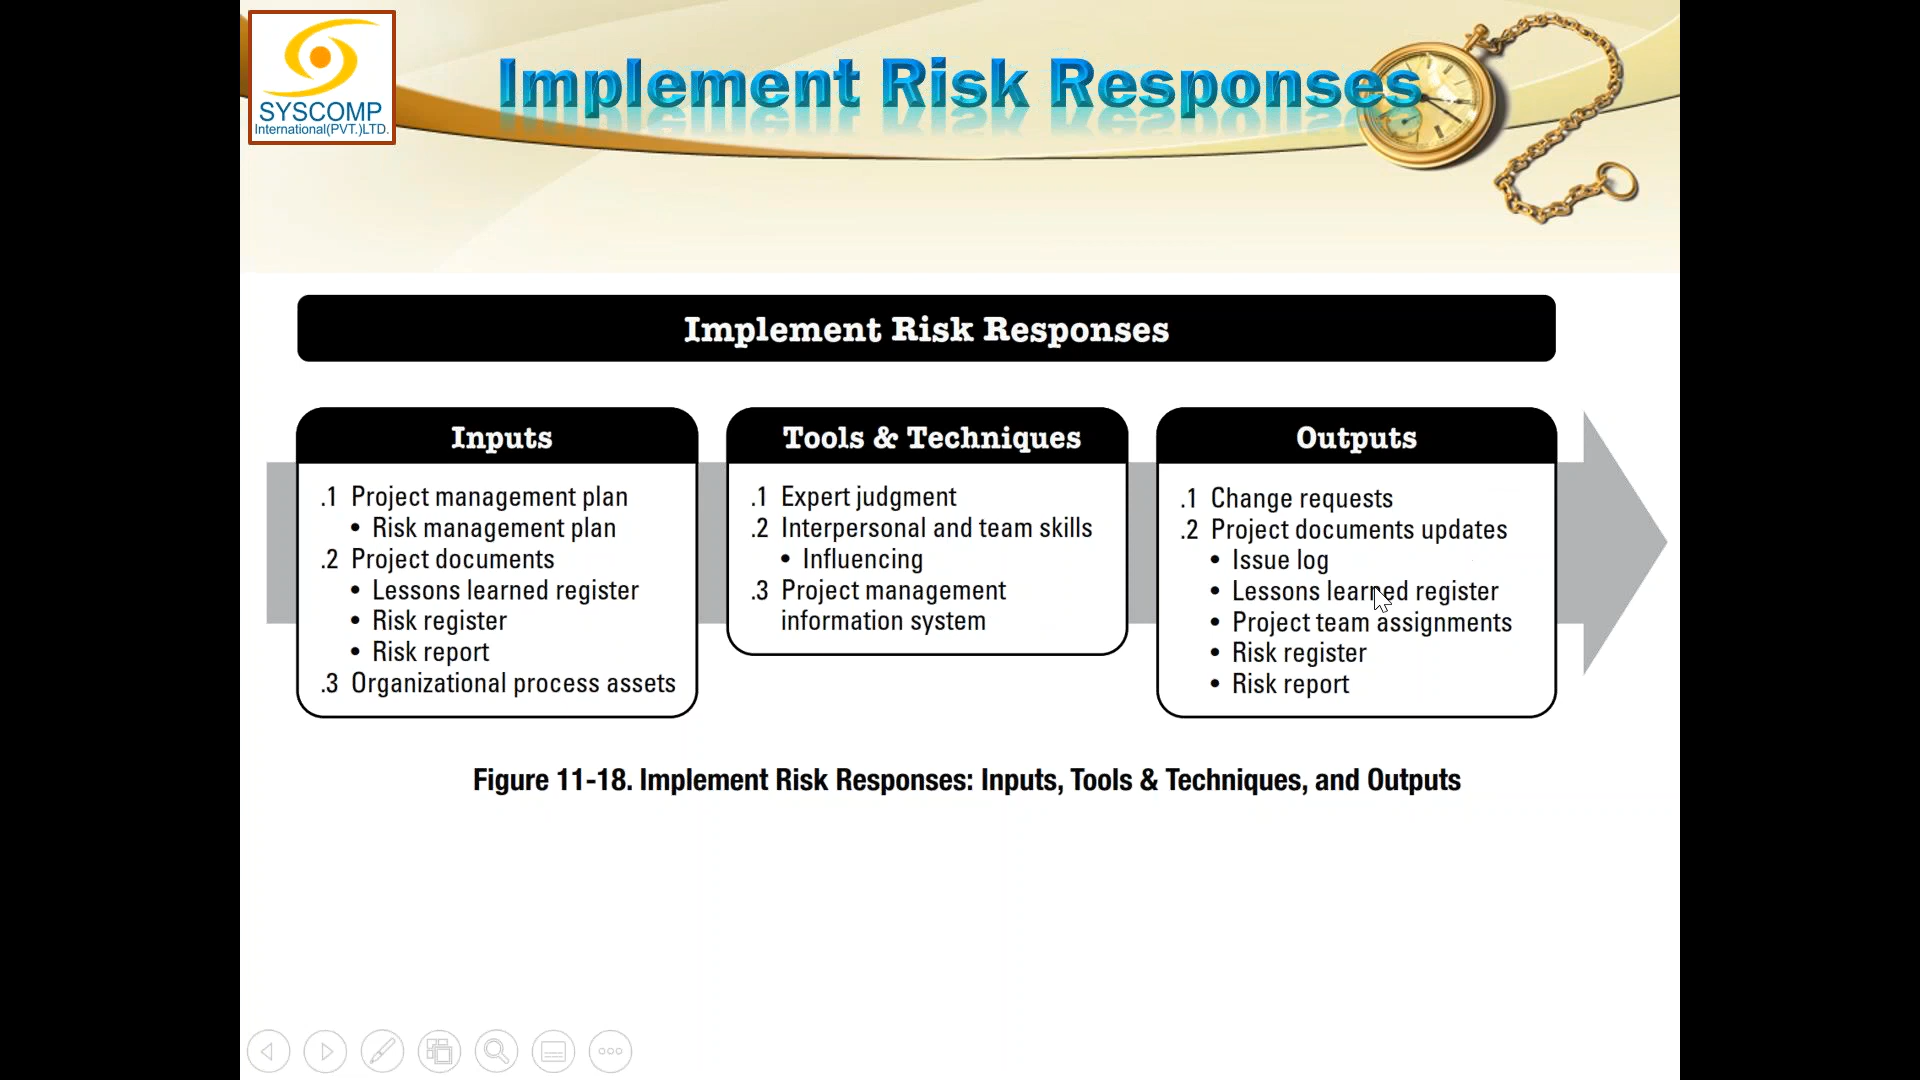 SYSCOMP
International(PVT.)LTD.
Implement Risk Responses
Implement Risk Responses
Inputs
.1 Project management plan
• Risk management plan
.2 Project documents
• Lessons learned register
• Risk register
• Risk report
.3 Organizational process assets
Tools & Techniques
.1 Expert judgment
.2 Interpersonal and team skills
• Influencing
.3 Project management
information system
Outputs
.1 Change requests
.2 Project documents updates
• Issue log
• Lessons learned register
• Project team assignments
• Risk register
• Risk report
Figure 11-18. Implement Risk Responses: Inputs, Tools & Techniques, and Outputs